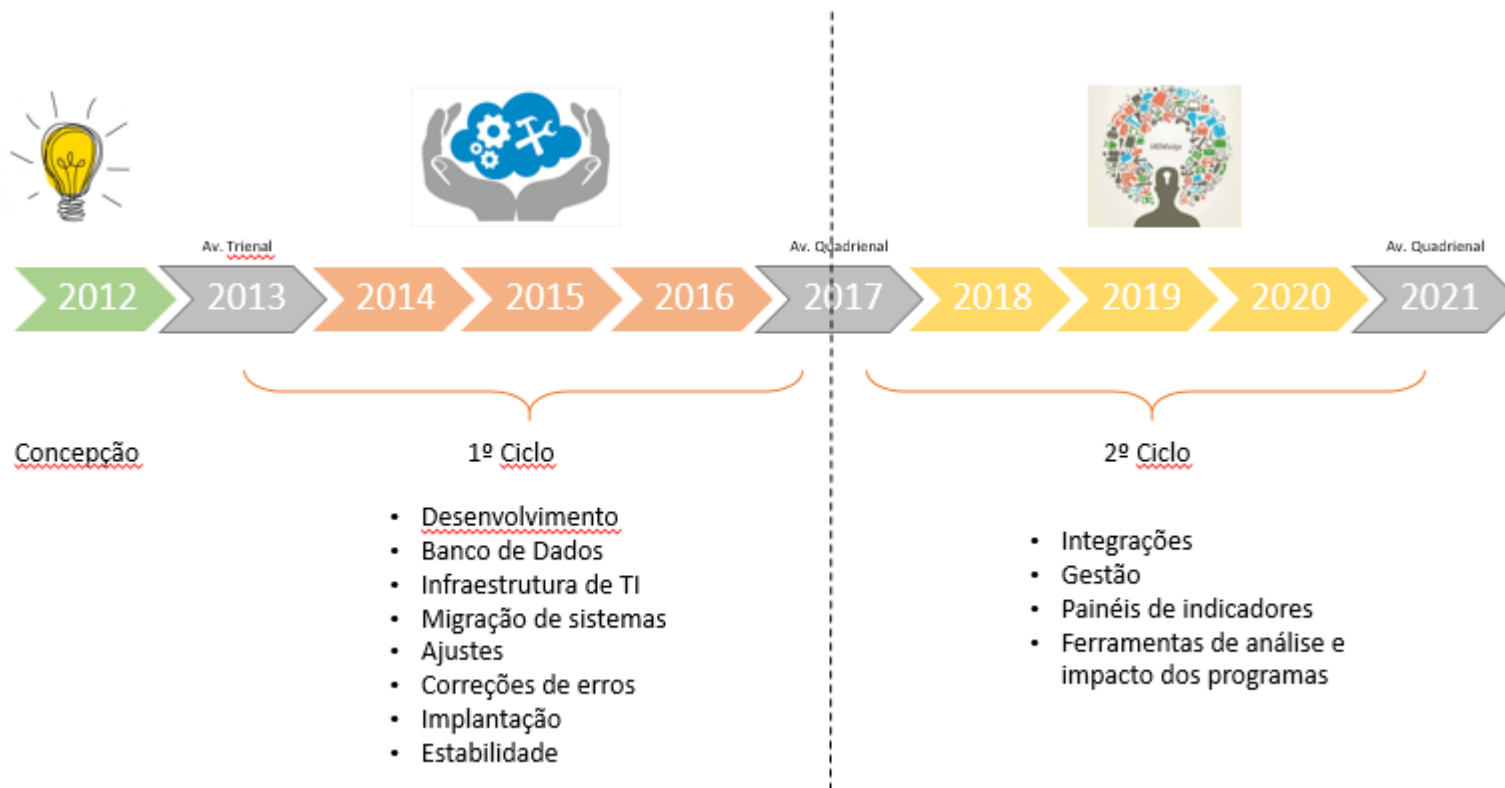 Av. Trienal
Av. Quadrienal
Av. Quadrienal
2012
2013
2014
2015
2016
2017
2018
2019
2020
2021
Concepção
1º Ciclo
• Desenvolvimento
• Banco de Dados
• Infraestrutura de TI
• Migração de sistemas
• Ajustes
• Correções de erros
• Implantação
• Estabilidade
2º Ciclo
• Integrações
• Gestão
• Painéis de indicadores
• Ferramentas de análise e
impacto dos programas